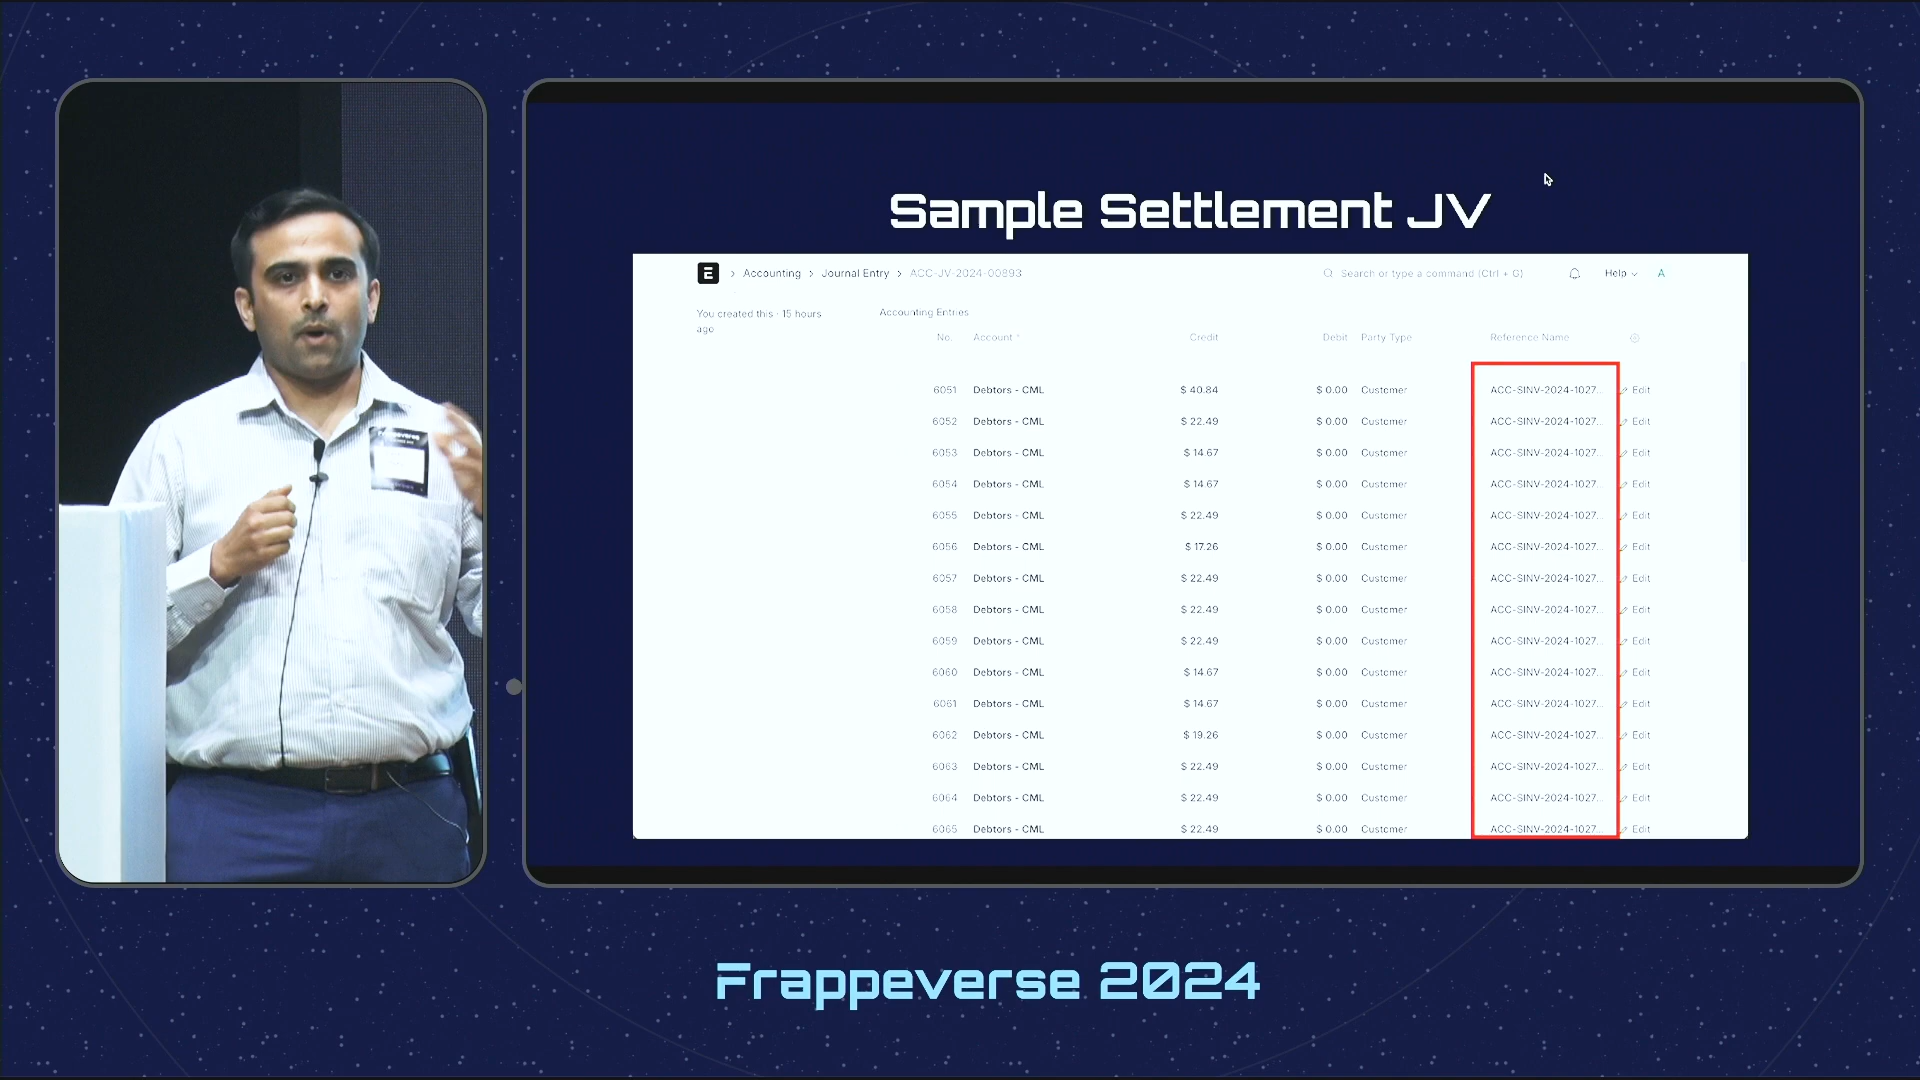 Sample Settlement JV
E > Accounting > Journal Entry > ACC-JV-2024-00893 Search or type a command (Ctrl + G) Help A
You created this · 15 hours
ago
Accounting Entries
No. Account * Credit Debit Party Type Reference Name
6051 Debtors - CML $ 40.84 $ 0.00 Customer ACC-SINV-2024-1027... Edit
6052 Debtors - CML $ 22.49 $ 0.00 Customer ACC-SINV-2024-1027... Edit
6053 Debtors - CML $ 14.67 $ 0.00 Customer ACC-SINV-2024-1027... Edit
6054 Debtors - CML $ 14.67 $ 0.00 Customer ACC-SINV-2024-1027... Edit
6055 Debtors - CML $ 22.49 $ 0.00 Customer ACC-SINV-2024-1027... Edit
6056 Debtors - CML $ 17.26 $ 0.00 Customer ACC-SINV-2024-1027... Edit
6057 Debtors - CML $ 22.49 $ 0.00 Customer ACC-SINV-2024-1027... Edit
6058 Debtors - CML $ 22.49 $ 0.00 Customer ACC-SINV-2024-1027... Edit
6059 Debtors - CML $ 22.49 $ 0.00 Customer ACC-SINV-2024-1027... Edit
6060 Debtors - CML $ 14.67 $ 0.00 Customer ACC-SINV-2024-1027... Edit
6061 Debtors - CML $ 14.67 $ 0.00 Customer ACC-SINV-2024-1027... Edit
6062 Debtors - CML $ 19.26 $ 0.00 Customer ACC-SINV-2024-1027... Edit
6063 Debtors - CML $ 22.49 $ 0.00 Customer ACC-SINV-2024-1027... Edit
6064 Debtors - CML $ 22.49 $ 0.00 Customer ACC-SINV-2024-1027... Edit
6065 Debtors - CML $ 22.49 $ 0.00 Customer ACC-SINV-2024-1027... Edit
Frappeverse 2024